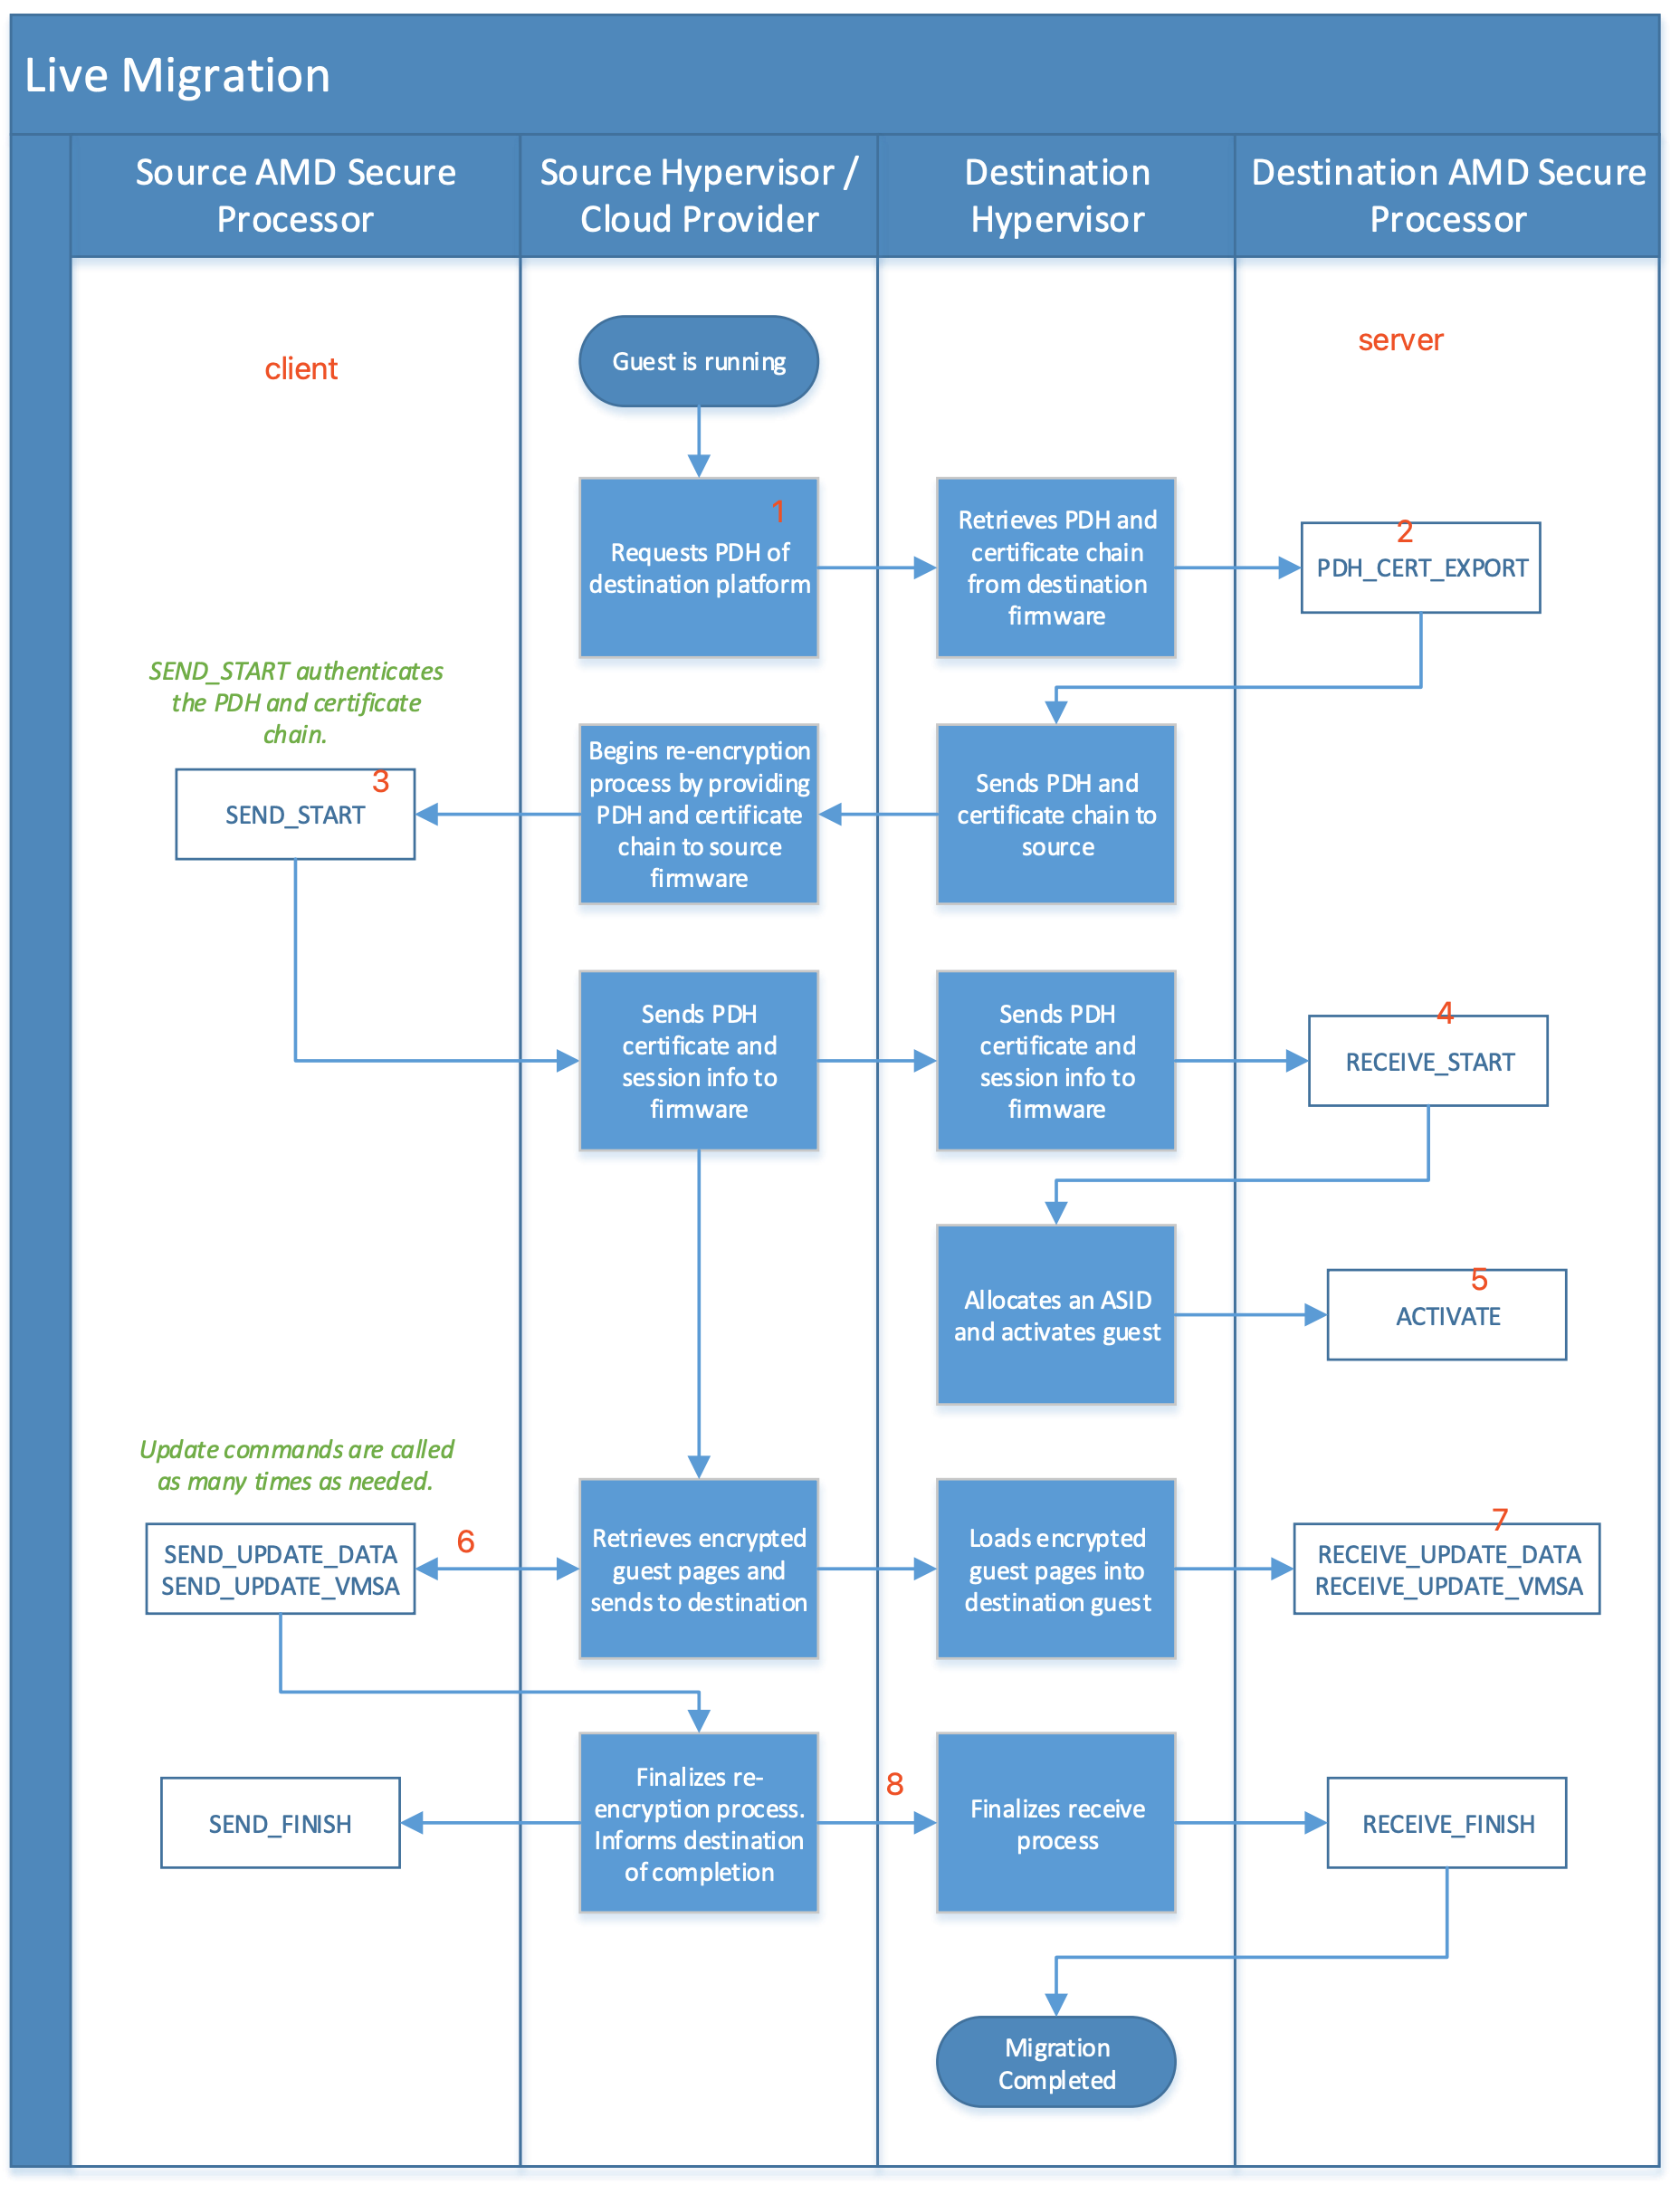 Live Migration
Source AMD Secure
Processor
Source Hypervisor /
Cloud Provider
Destination
Hypervisor
Destination AMD Secure
Processor
client
Guest is running
server
1
Requests PDH of
destination platform
Retrieves PDH and
certificate chain
from destination
firmware
2
PDH_CERT_EXPORT
SEND_START authenticates
the PDH and certificate
chain.
3
SEND_START
Begins re-encryption
process by providing
PDH and certificate
chain to source
firmware
Sends PDH and
certificate chain to
source
Sends PDH
certificate and
session info to
firmware
Sends PDH
certificate and
session info to
firmware
4
RECEIVE_START
Allocates an ASID
and activates guest
5
ACTIVATE
Update commands are called
as many times as needed.
SEND_UPDATE_DATA
SEND_UPDATE_VMSA
6
Retrieves encrypted
guest pages and
sends to destination
Loads encrypted
guest pages into
destination guest
7
RECEIVE_UPDATE_DATA
RECEIVE_UPDATE_VMSA
SEND_FINISH
Finalizes re-
encryption process.
Informs destination
of completion
8
Finalizes receive
process
RECEIVE_FINISH
Migration
Completed